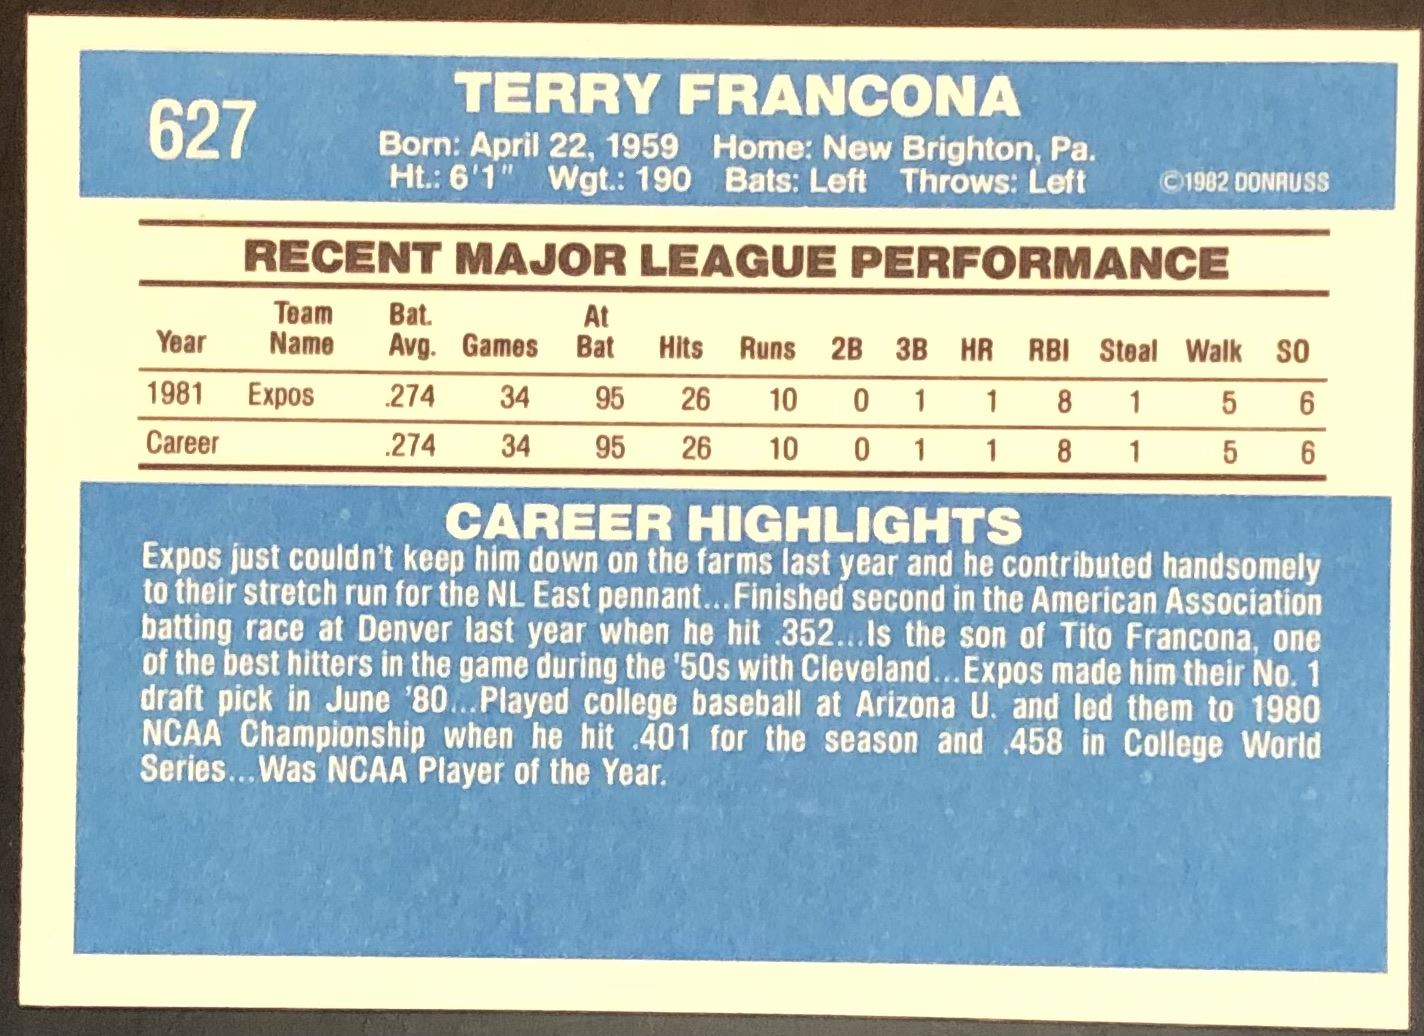 627
TERRY FRANCONA
Born: April 22, 1959 Home: New Brighton, Pa.
Ht.: 6'1" Wgt.: 190 Bats: Left Throws: Left
©1982 DONRUSS
RECENT MAJOR LEAGUE PERFORMANCE
Year Team Name Bat. Avg. Games At Bat Hits Runs 2B 3B HR RBI Steal Walk SO
1981 Expos .274 34 95 26 10 0 1 1 8 1 5 6
Career .274 34 95 26 10 0 1 1 8 1 5 6
CAREER HIGHLIGHTS
Expos just couldn't keep him down on the farms last year and he contributed handsomely
to their stretch run for the NL East pennant...Finished second in the American Association
batting race at Denver last year when he hit .352...Is the son of Tito Francona, one
of the best hitters in the game during the '50s with Cleveland...Expos made him their No. 1
draft pick in June '80...Played college baseball at Arizona U. and led them to 1980
NCAA Championship when he hit .401 for the season and .458 in College World
Series...Was NCAA Player of the Year.